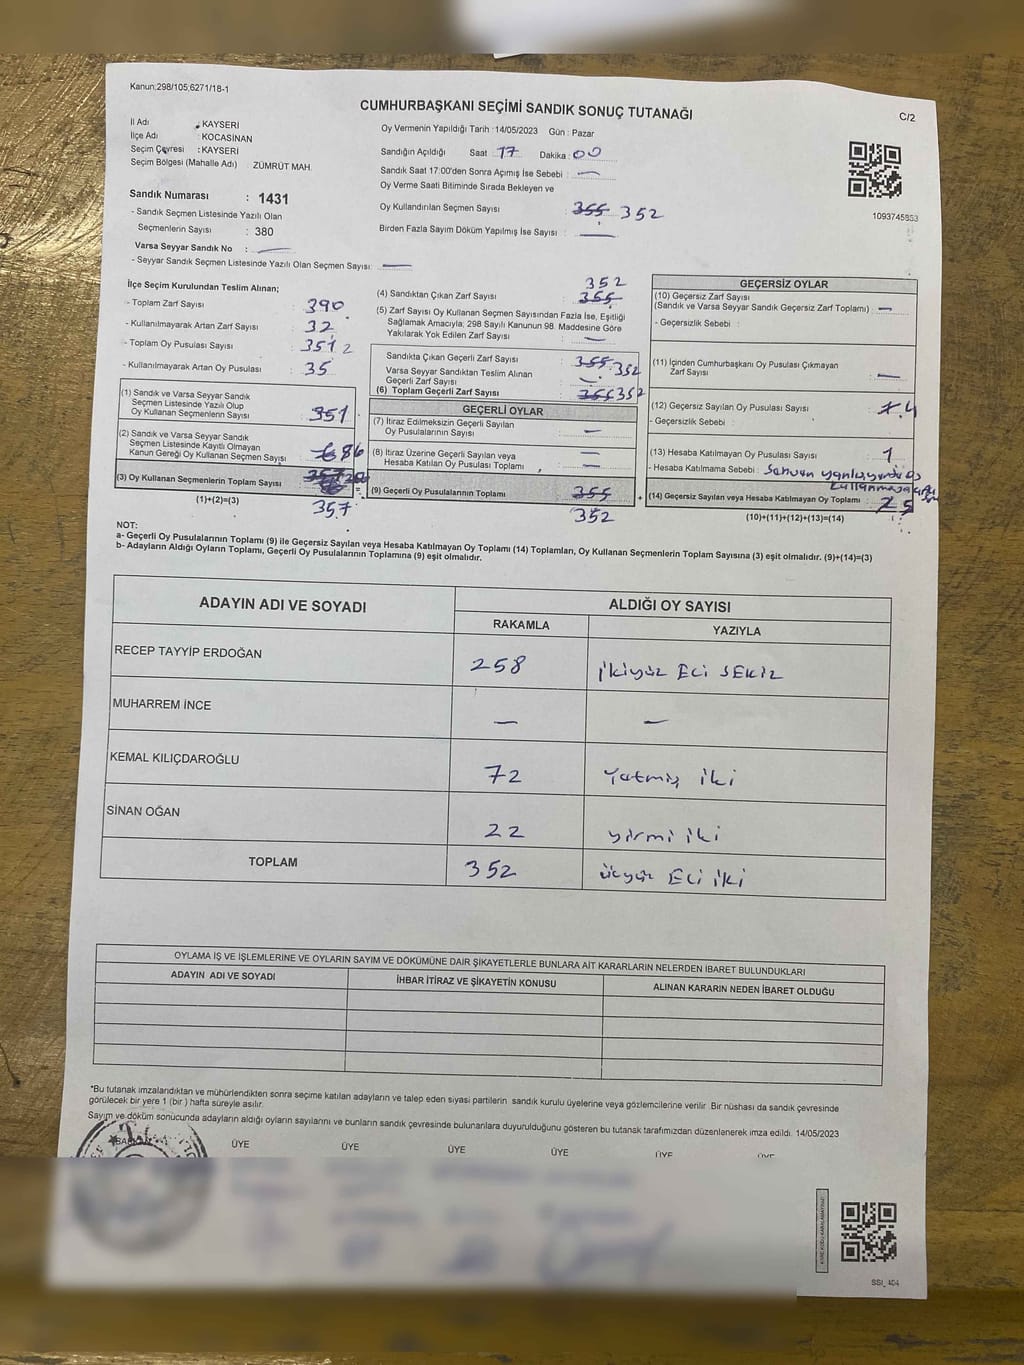 Kanun:298/105;6271/18-1
CUMHURBAŞKANI SEÇİMİ SANDIK SONUÇ TUTANAĞI
C/2
İl Adı : KAYSERİ
İlçe Adı : KOCASİNAN
Seçim Çevresi : KAYSERİ
Seçim Bölgesi (Mahalle Adı) : ZÜMRÜT MAH.
Sandık Numarası : 1431
- Sandık Seçmen Listesinde Yazılı Olan
Seçmenlerin Sayısı : 380
Varsa Seyyar Sandık No : —
- Seyyar Sandık Seçmen Listesinde Yazılı Olan Seçmen Sayısı: —
Oy Vermenin Yapıldığı Tarih : 14/05/2023 Gün : Pazar
Sandığın Açıldığı Saat : 17 Dakika : 00
Sandık Saat 17:00'den Sonra Açımış İse Sebebi : —
Oy Verme Saati Bitiminde Sırada Bekleyen ve
Oy Kullandırılan Seçmen Sayısı : 355 352
Birden Fazla Sayım Döküm Yapılmış İse Sayısı : —
1093745853
İlçe Seçim Kurulundan Teslim Alınan;
- Toplam Zarf Sayısı : 390
- Kullanılmayarak Artan Zarf Sayısı : 32
- Toplam Oy Pusulası Sayısı :
- Kullanılmayarak Artan Oy Pusulası : 35
(1) Sandık ve Varsa Seyyar Sandık
Seçmen Listesinde Yazılı Olup
Oy Kullanan Seçmenlerin Sayısı : 351
(2) Sandık ve Varsa Seyyar Sandık
Seçmen Listesinde Kayıtlı Olmayan
Kanun Gereği Oy Kullanan Seçmen Sayısı :
(3) Oy Kullanan Seçmenlerin Toplam Sayısı :
(1)+(2)=(3)
357
352
(4) Sandıktan Çıkan Zarf Sayısı : 355
(5) Zarf Sayısı Oy Kullanan Seçmen Sayısından Fazla İse, Eşitliği
Sağlamak Amacıyla; 298 Sayılı Kanunun 98. Maddesine Göre
Yakılarak Yok Edilen Zarf Sayısı : —
Sandıkta Çıkan Geçerli Zarf Sayısı : 355 352
Varsa Seyyar Sandıktan Teslim Alınan
Geçerli Zarf Sayısı : —
(6) Toplam Geçerli Zarf Sayısı : 355 352
GEÇERLİ OYLAR
(7) İtiraz Edilmeksizin Geçerli Sayılan
Oy Pusulalarının Sayısı : —
(8) İtiraz Üzerine Geçerli Sayılan veya
Hesaba Katılan Oy Pusulası Toplamı : —
(9) Geçerli Oy Pusulalarının Toplamı : 355
352
GEÇERSİZ OYLAR
(10) Geçersiz Zarf Sayısı
(Sandık ve Varsa Seyyar Sandık Geçersiz Zarf Toplamı) : —
- Geçersizlik Sebebi :
(11) İçinden Cumhurbaşkanı Oy Pusulası Çıkmayan
Zarf Sayısı : —
(12) Geçersiz Sayılan Oy Pusulası Sayısı : 4
- Geçersizlik Sebebi :
(13) Hesaba Katılmayan Oy Pusulası Sayısı : 1
- Hesaba Katılmama Sebebi :
(14) Geçersiz Sayılan veya Hesaba Katılmayan Oy Toplamı : 5
(10)+(11)+(12)+(13)=(14)
NOT:
a- Geçerli Oy Pusulalarının Toplamı (9) ile Geçersiz Sayılan veya Hesaba Katılmayan Oy Toplamı (14) Toplamları, Oy Kullanan Seçmenlerin Toplam Sayısına (3) eşit olmalıdır. (9)+(14)=(3)
b- Adayların Aldığı Oyların Toplamı, Geçerli Oy Pusulalarının Toplamına (9) eşit olmalıdır.
ADAYIN ADI VE SOYADI ALDIĞI OY SAYISI
RAKAMLA YAZIYLA
RECEP TAYYİP ERDOĞAN 258 ikiyüz ELi SEKiZ
MUHARREM İNCE — —
KEMAL KILIÇDAROĞLU 72 Yetmiş iki
SİNAN OĞAN 22 yirmi iki
TOPLAM 352 üçyüz ELi iki
OYLAMA İŞ VE İŞLEMLERİNE VE OYLARIN SAYIM VE DÖKÜMÜNE DAİR ŞİKAYETLERLE BUNLARA AİT KARARLARIN NELERDEN İBARET BULUNDUKLARI
ADAYIN ADI VE SOYADI İHBAR İTİRAZ VE ŞİKAYETİN KONUSU ALINAN KARARIN NEDEN İBARET OLDUĞU
*Bu tutanak imzalandıktan ve mühürlendikten sonra seçime katılan adayların ve talep eden siyasi partilerin sandık kurulu üyelerine veya gözlemcilerine verilir. Bir nüshası da sandık çevresinde
görülecek bir yere 1 (bir ) hafta süreyle asılır.
Sayım ve döküm sonucunda adayların aldığı oyların sayılarını ve bunların sandık çevresinde bulunanlara duyurulduğunu gösteren bu tutanak tarafımızdan düzenlenerek imza edildi. 14/05/2023
ÜYE ÜYE ÜYE ÜYE ÜYE ÜYE
SSI_404